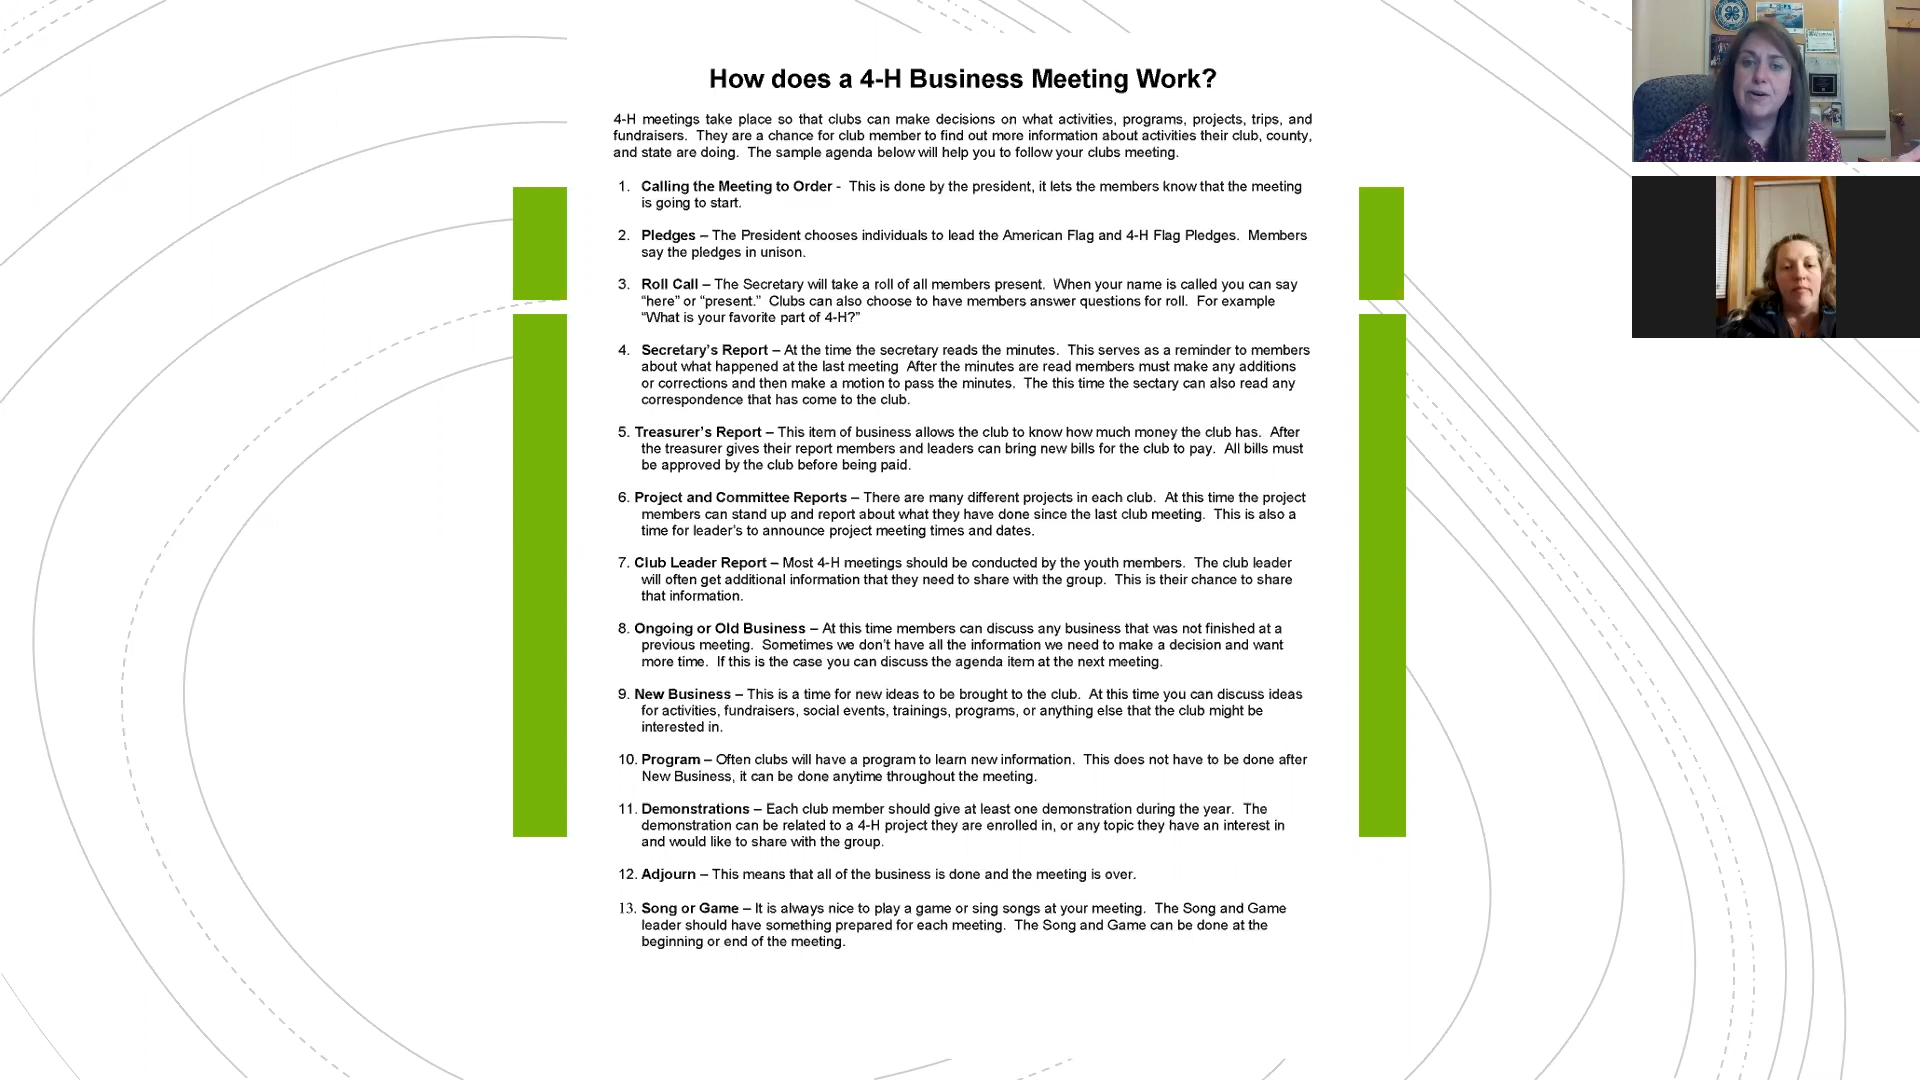 How does a 4-H Business Meeting Work?
4-H meetings take place so that clubs can make decisions on what activities, programs, projects, trips, and
fundraisers.  They are a chance for club member to find out more information about activities their club, county,
and state are doing.  The sample agenda below will help you to follow your clubs meeting.
1. Calling the Meeting to Order -  This is done by the president, it lets the members know that the meeting
is going to start.
2. Pledges – The President chooses individuals to lead the American Flag and 4-H Flag Pledges.  Members
say the pledges in unison.
3. Roll Call – The Secretary will take a roll of all members present.  When your name is called you can say
“here” or “present.”  Clubs can also choose to have members answer questions for roll.  For example
“What is your favorite part of 4-H?”
4. Secretary’s Report – At the time the secretary reads the minutes.  This serves as a reminder to members
about what happened at the last meeting  After the minutes are read members must make any additions
or corrections and then make a motion to pass the minutes.  The this time the sectary can also read any
correspondence that has come to the club.
5. Treasurer’s Report – This item of business allows the club to know how much money the club has.  After
the treasurer gives their report members and leaders can bring new bills for the club to pay.  All bills must
be approved by the club before being paid.
6. Project and Committee Reports – There are many different projects in each club.  At this time the project
members can stand up and report about what they have done since the last club meeting.  This is also a
time for leader’s to announce project meeting times and dates.
7. Club Leader Report – Most 4-H meetings should be conducted by the youth members.  The club leader
will often get additional information that they need to share with the group.  This is their chance to share
that information.
8. Ongoing or Old Business – At this time members can discuss any business that was not finished at a
previous meeting.  Sometimes we don’t have all the information we need to make a decision and want
more time.  If this is the case you can discuss the agenda item at the next meeting.
9. New Business – This is a time for new ideas to be brought to the club.  At this time you can discuss ideas
for activities, fundraisers, social events, trainings, programs, or anything else that the club might be
interested in.
10. Program – Often clubs will have a program to learn new information.  This does not have to be done after
New Business, it can be done anytime throughout the meeting.
11. Demonstrations – Each club member should give at least one demonstration during the year.  The
demonstration can be related to a 4-H project they are enrolled in, or any topic they have an interest in
and would like to share with the group.
12. Adjourn – This means that all of the business is done and the meeting is over.
13. Song or Game – It is always nice to play a game or sing songs at your meeting.  The Song and Game
leader should have something prepared for each meeting.  The Song and Game can be done at the
beginning or end of the meeting.